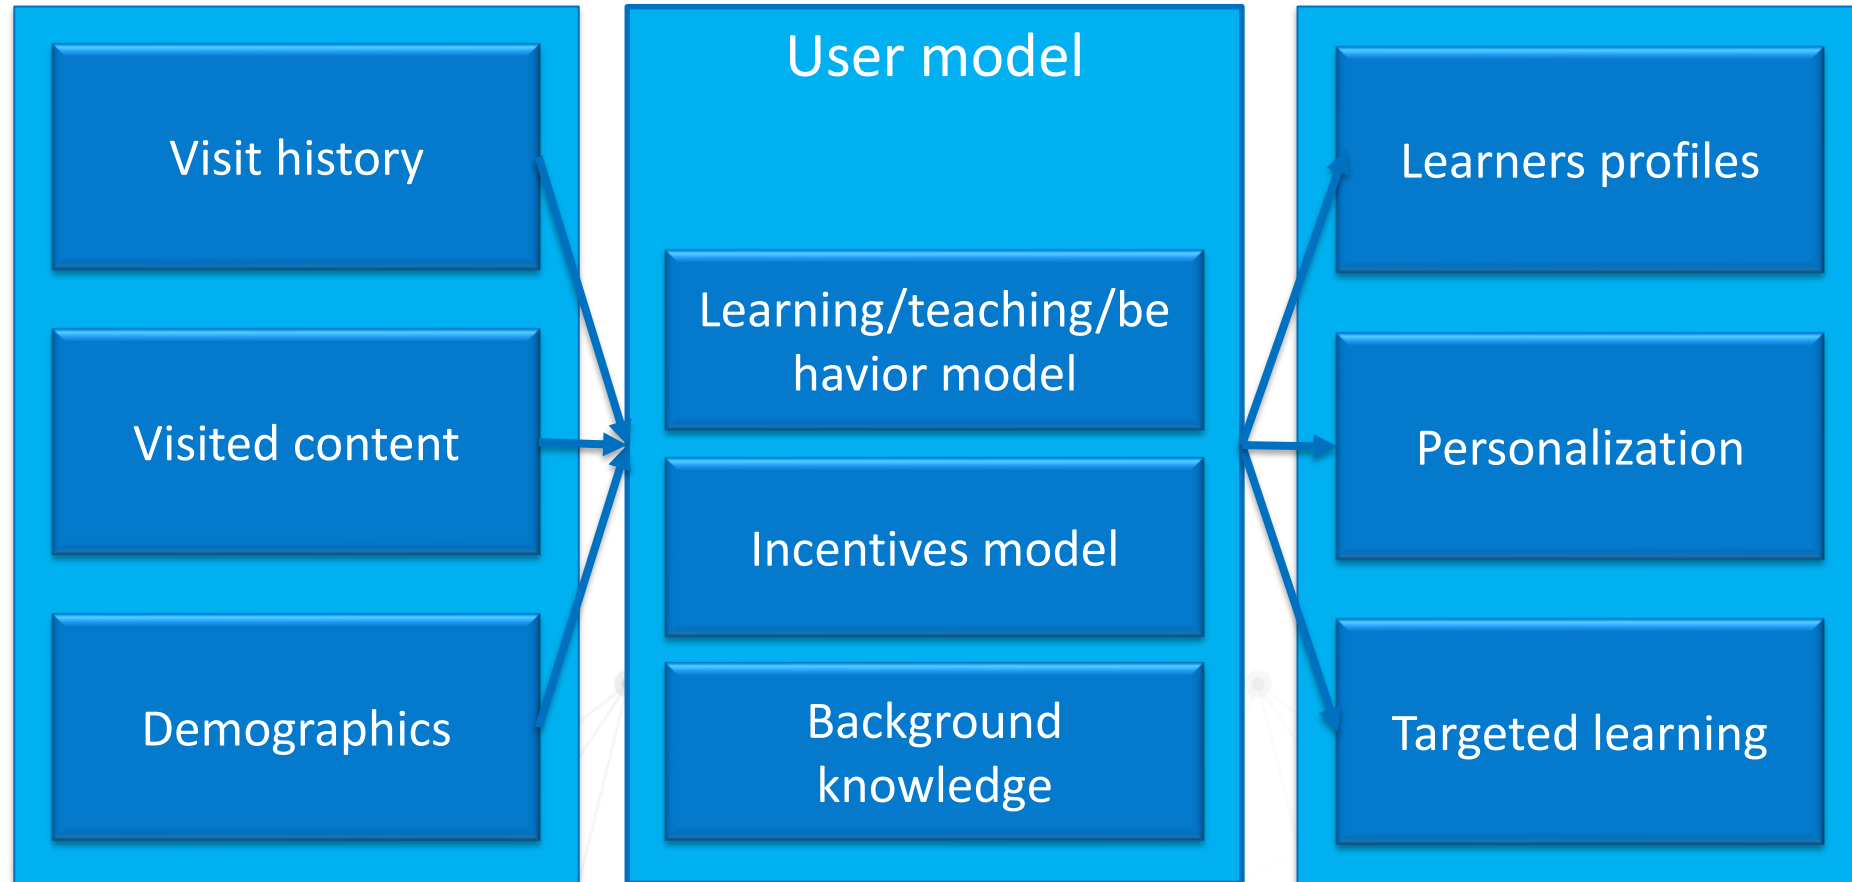 Visit history
Visited content
Demographics
User model
Learning/teaching/be
havior model
Incentives model
Background
knowledge
Learners profiles
Personalization
Targeted learning